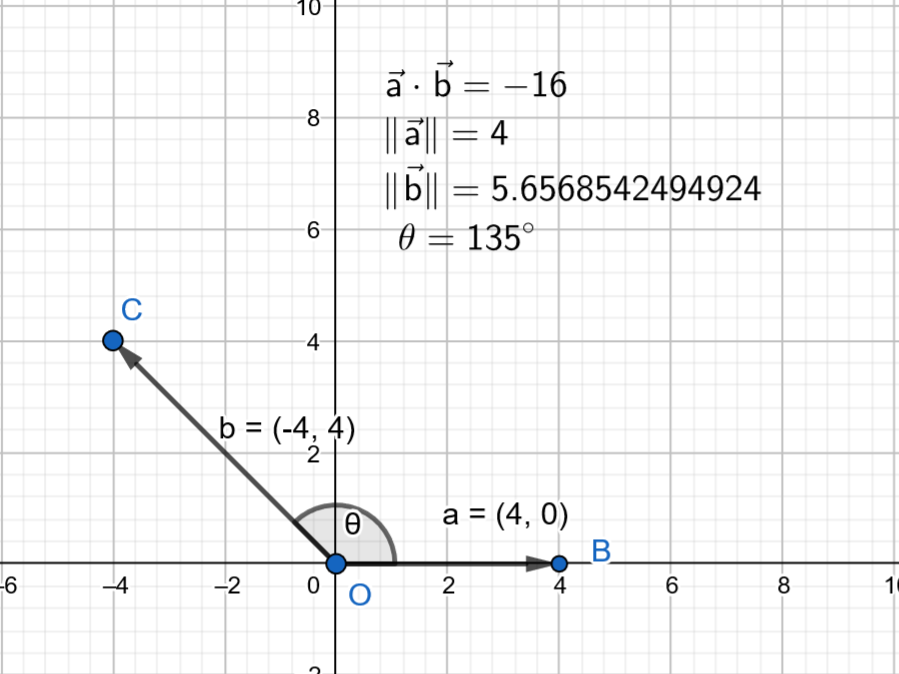 10
a⃗ · b⃗ = −16
8
‖a⃗‖ = 4
‖b⃗‖ = 5.6568542494924
6
θ = 135°
C
4
b = (-4, 4)
2
a = (4, 0)
θ
B
−4 −2 0 2 4 6 8
O